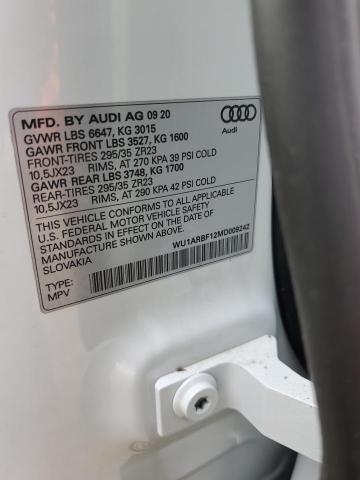 MFD. BY AUDI AG 09 20
GVWR LBS 6647, KG 3015
GAWR FRONT LBS 3527, KG 1600
FRONT-TIRES 295/35 ZR23
10,5JX23 RIMS, AT 270 KPA 39 PSI COLD
GAWR REAR LBS 3748, KG 1700
REAR-TIRES 295/35 ZR23
10,5JX23 RIMS, AT 290 KPA 42 PSI COLD
THIS VEHICLE CONFORMS TO ALL APPLICABLE
U.S. FEDERAL MOTOR VEHICLE SAFETY
STANDARDS IN EFFECT ON THE DATE OF
MANUFACTURE SHOWN ABOVE.
SLOVAKIA
WU1ARBF12MD009242
TYPE:
MPV
Audi